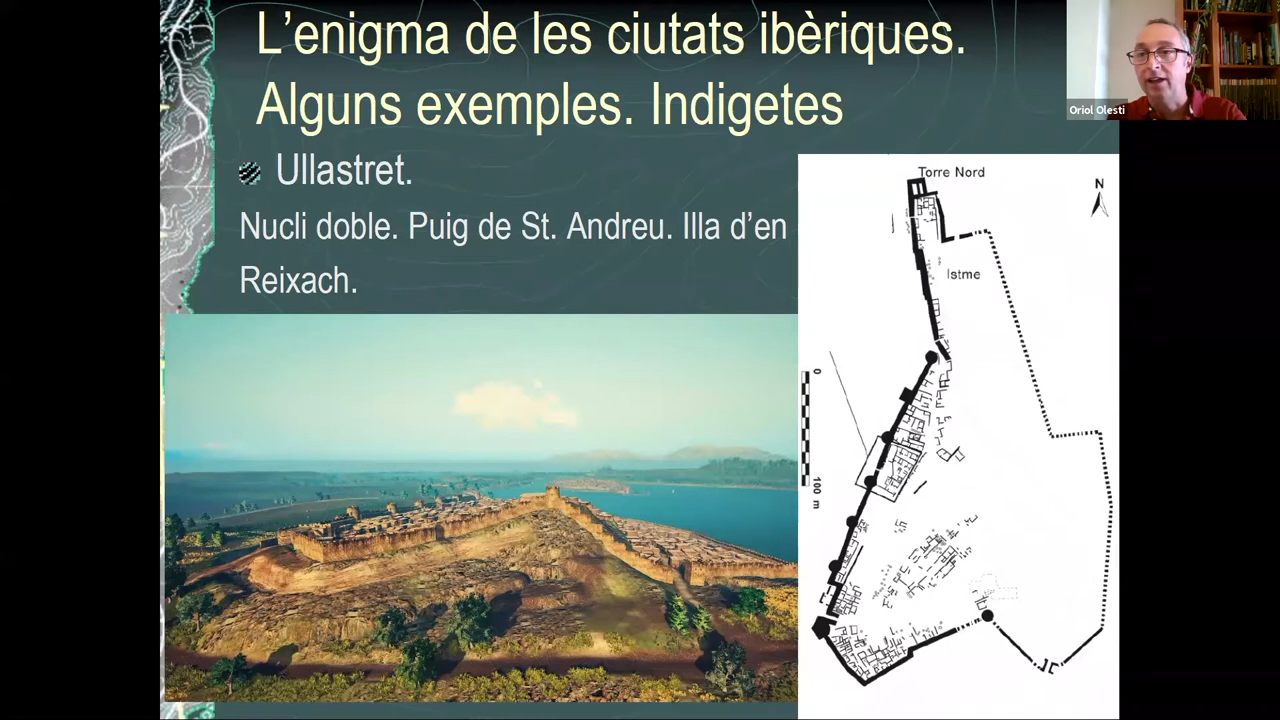 L’enigma de les ciutats ibèriques.
Alguns exemples. Indigetes
Oriol Olesti
Ullastret.
Nucli doble. Puig de St. Andreu. Illa d’en
Reixach.
Torre Nord
N
Istme
0
100 m